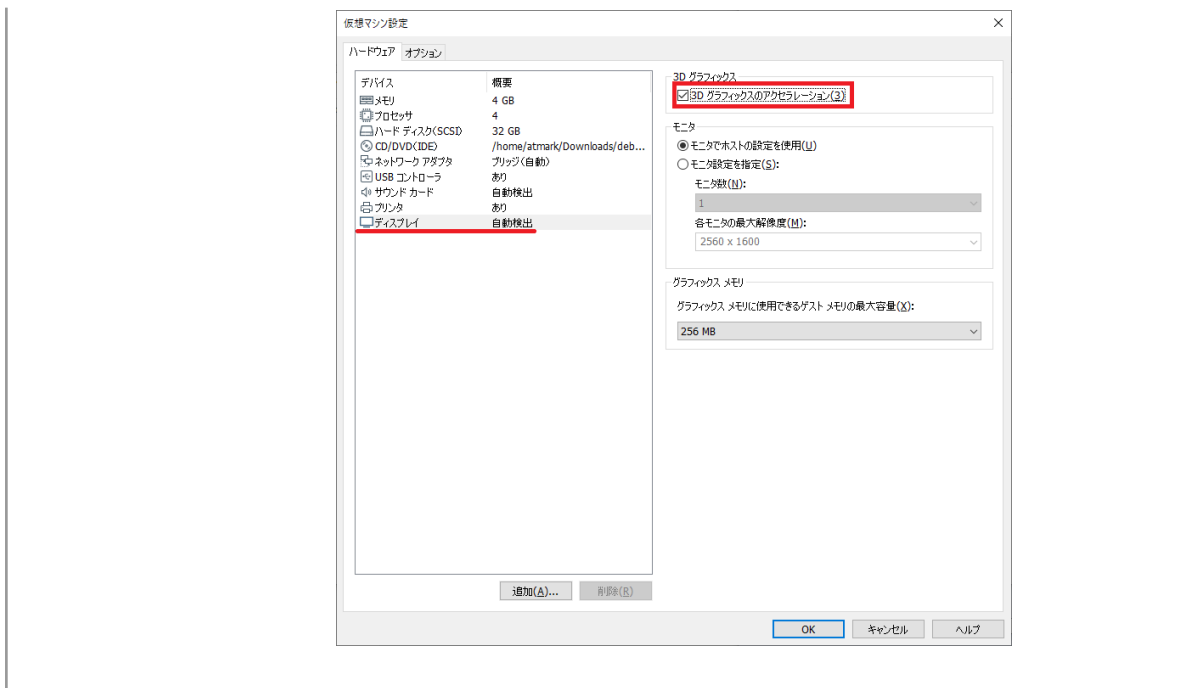 仮想マシン設定
ハードウェア オプション
デバイス 概要
メモリ 4 GB
プロセッサ 4
ハード ディスク(SCSI) 32 GB
CD/DVD(IDE) /home/atmark/Downloads/deb...
ネットワーク アダプタ ブリッジ(自動)
USB コントローラ あり
サウンド カード 自動検出
プリンタ あり
ディスプレイ 自動検出
追加(A)... 削除(R)
3D グラフィックス
3D グラフィックスのアクセラレーション(3)
モニタ
モニタでホストの設定を使用(U)
モニタ設定を指定(S):
モニタ数(N):
1
各モニタの最大解像度(M):
2560 x 1600
グラフィックス メモリ
グラフィックス メモリに使用できるゲスト メモリの最大容量(X):
256 MB
OK キャンセル ヘルプ